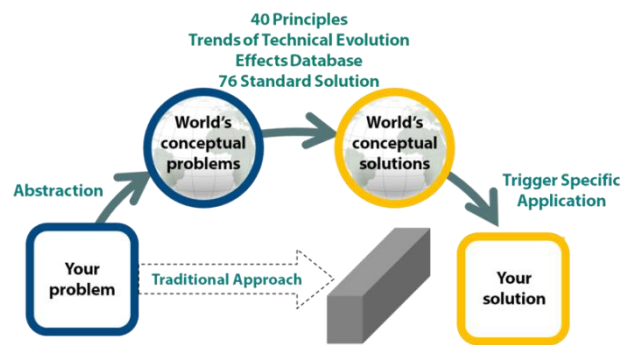 40 Principles
Trends of Technical Evolution
Effects Database
76 Standard Solution
World's
conceptual
problems
World's
conceptual
solutions
Abstraction
Trigger Specific
Application
Your
problem
Traditional Approach
Your
solution